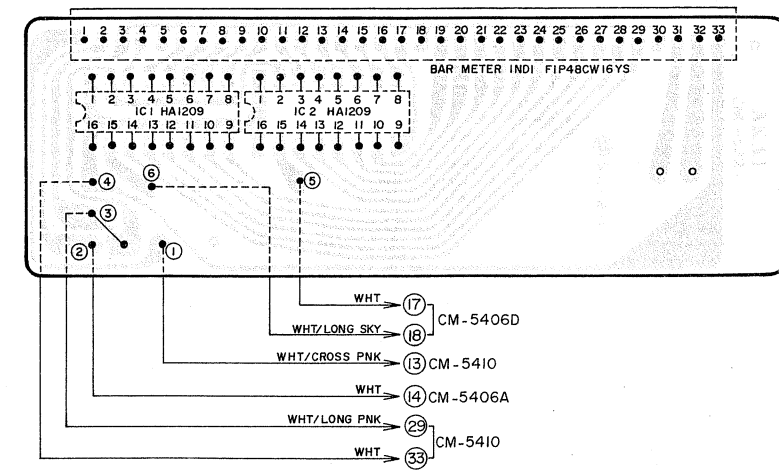 1 2 3 4 5 6 7 8 9 10 11 12 13 14 15 16 17 18 19 20 21 22 23 24 25 26 27 28 29 30 31 32 33
BAR METER INDI FIP48CW16YS
1 2 3 4 5 6 7 8
IC1 HA1209
16 15 14 13 12 11 10 9
1 2 3 4 5 6 7 8
IC2 HA1209
16 15 14 13 12 11 10 9
④ ⑥ ⑤
③
② ①
WHT ⑰
WHT/LONG SKY ⑱
CM-5406D
WHT/CROSS PNK ⑬ CM-5410
WHT ⑭ CM-5406A
WHT/LONG PNK ㉙
WHT ㉝
CM-5410